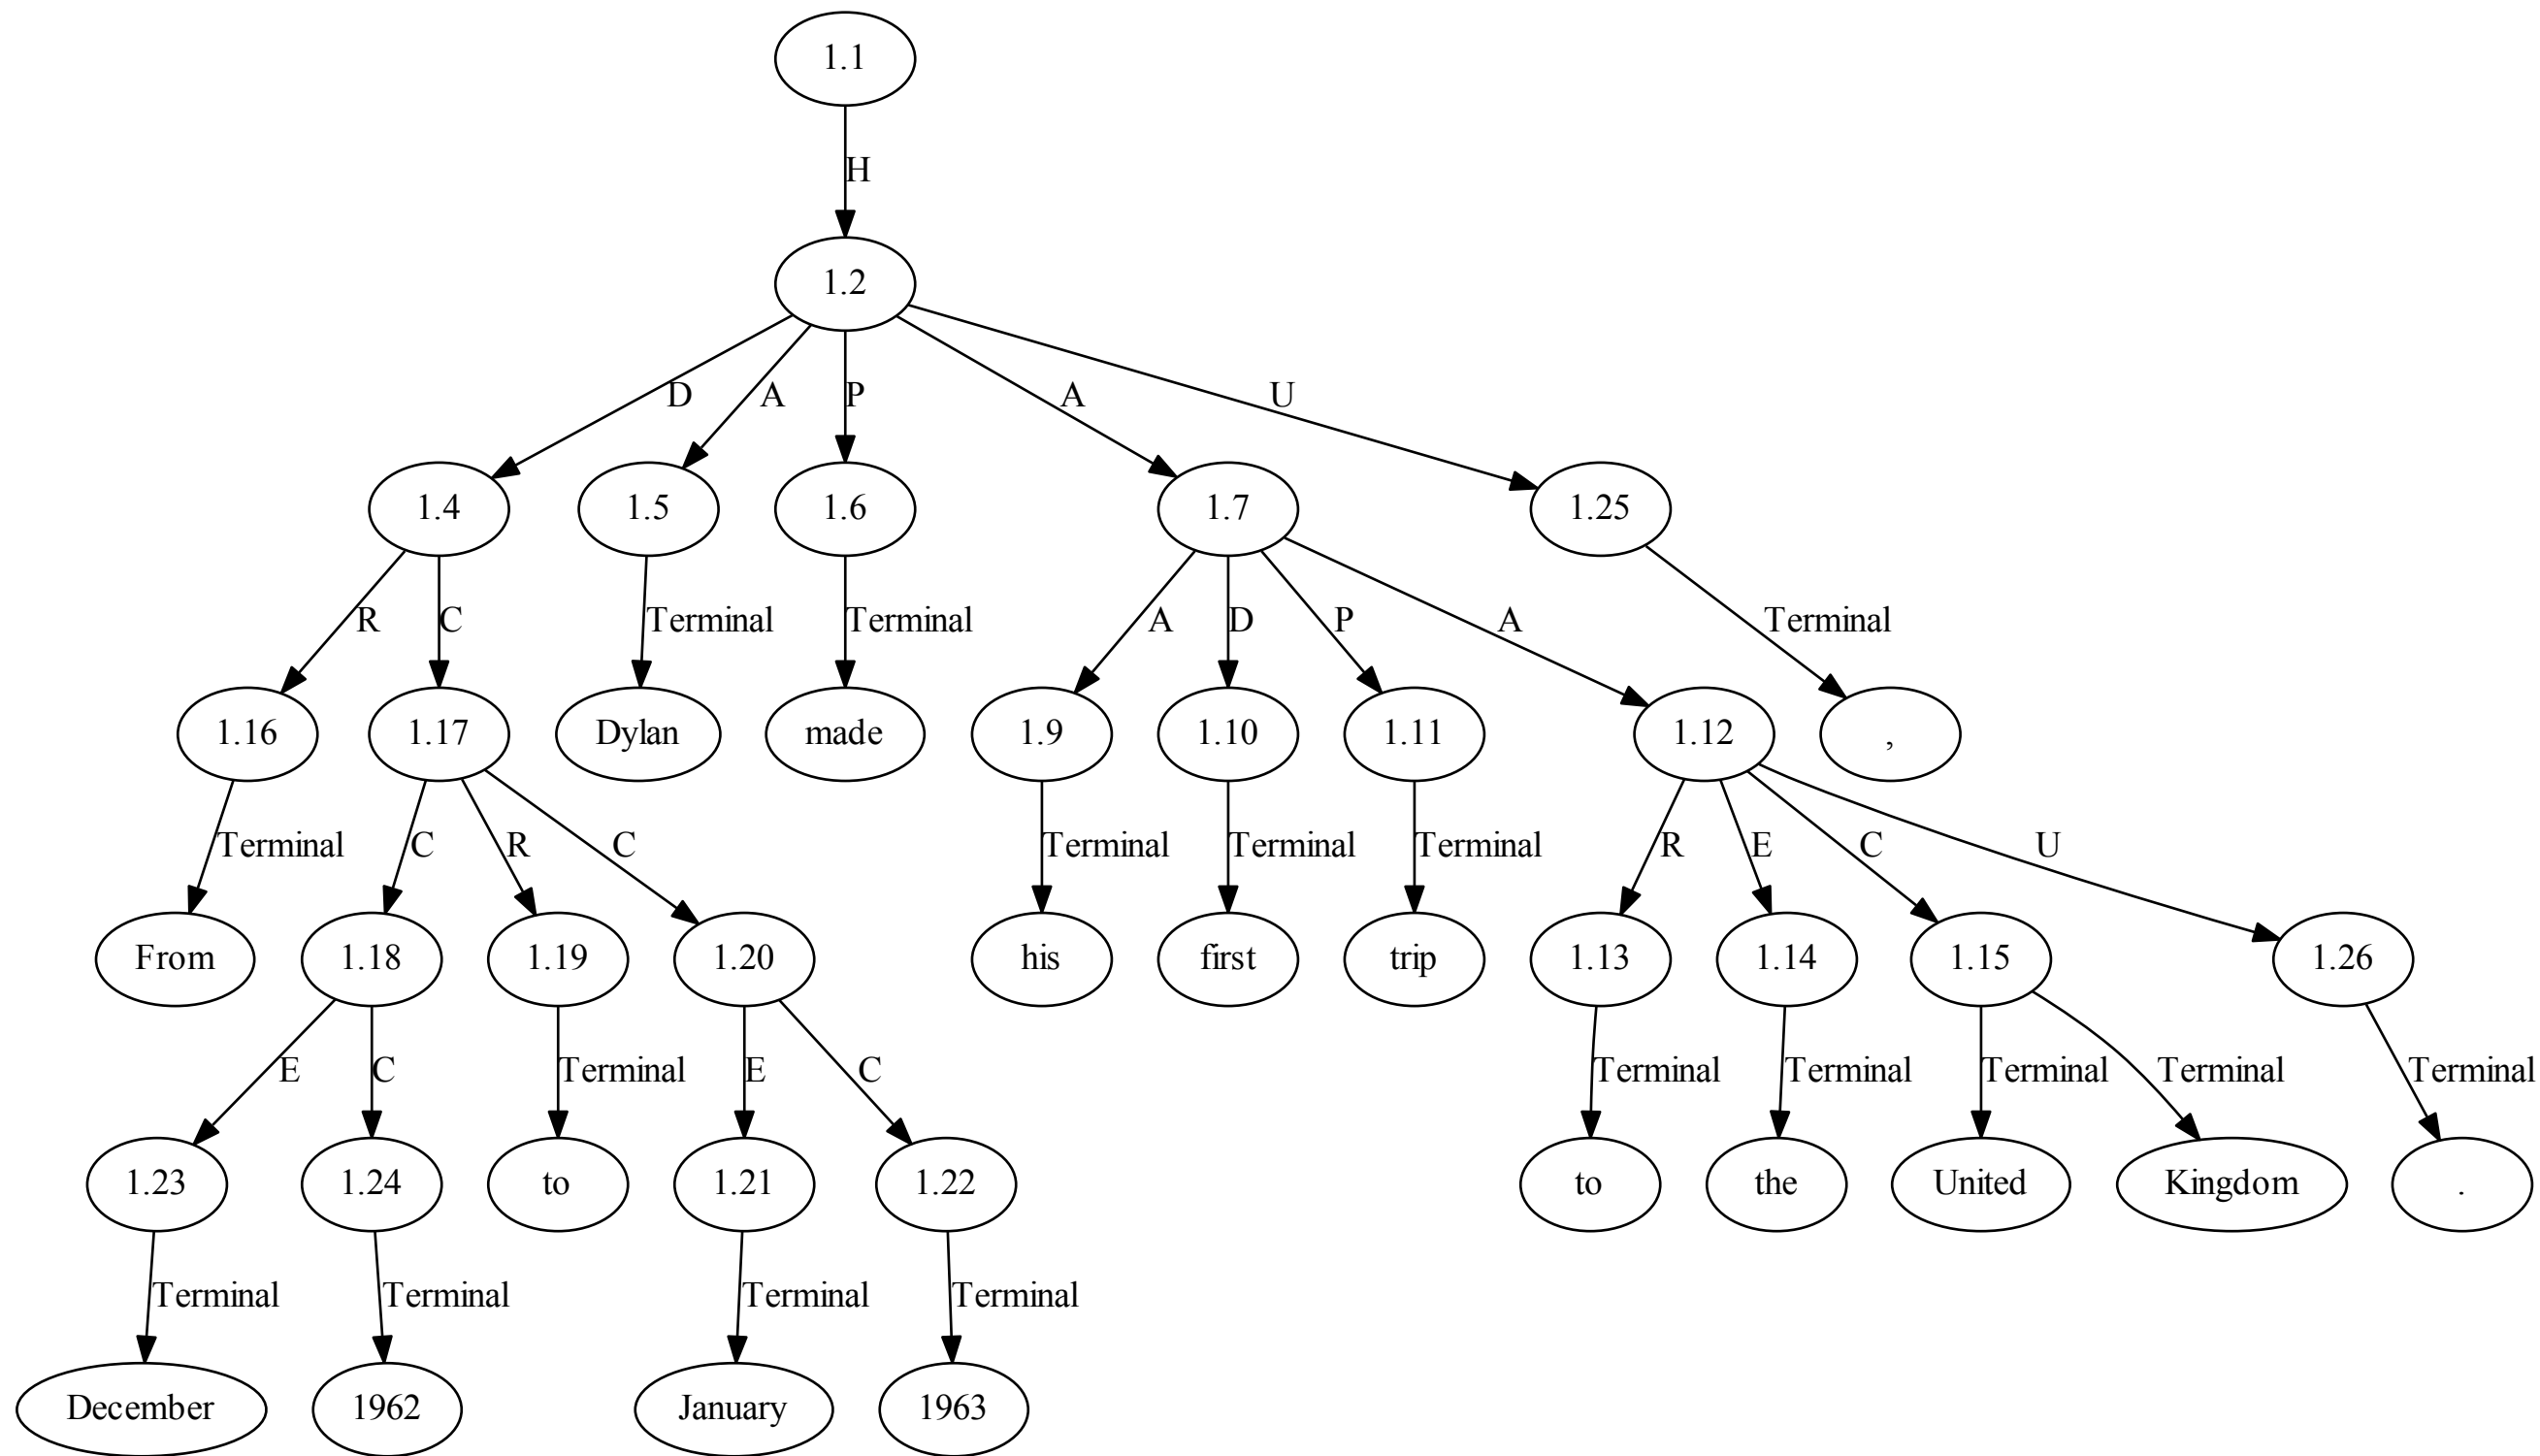 1.1
H
1.2
D A P A U
1.4 1.5 1.6 1.7 1.25
R C Terminal Terminal A D P A Terminal
1.16 1.17 Dylan made 1.9 1.10 1.11 1.12 ,
Terminal C R C Terminal Terminal Terminal R E C U
From 1.18 1.19 1.20 his first trip 1.13 1.14 1.15 1.26
E C Terminal E C Terminal Terminal Terminal Terminal Terminal
1.23 1.24 to 1.21 1.22 to the United Kingdom .
Terminal Terminal Terminal Terminal
December 1962 January 1963